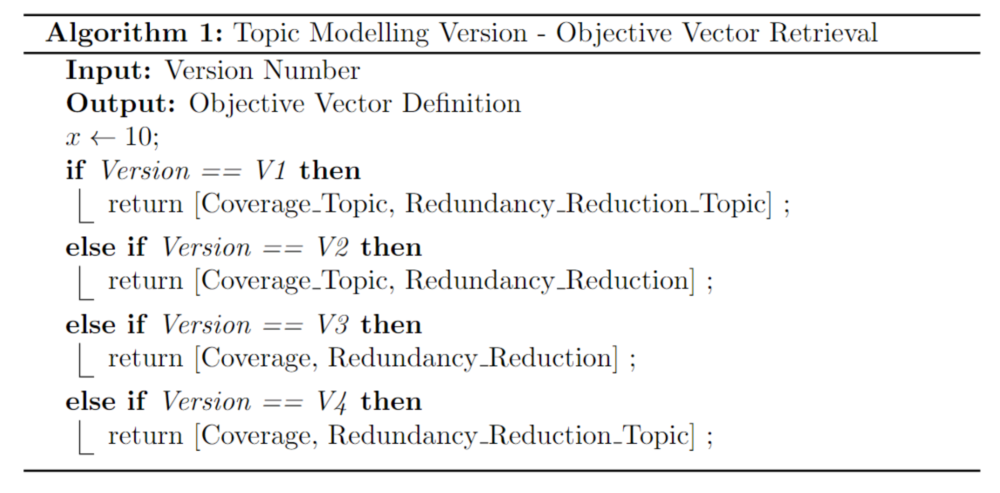 Algorithm 1: Topic Modelling Version - Objective Vector Retrieval
Input: Version Number
Output: Objective Vector Definition
x ← 10;
if Version == V1 then
return [Coverage_Topic, Redundancy_Reduction_Topic] ;
else if Version == V2 then
return [Coverage_Topic, Redundancy_Reduction] ;
else if Version == V3 then
return [Coverage, Redundancy_Reduction] ;
else if Version == V4 then
return [Coverage, Redundancy_Reduction_Topic] ;